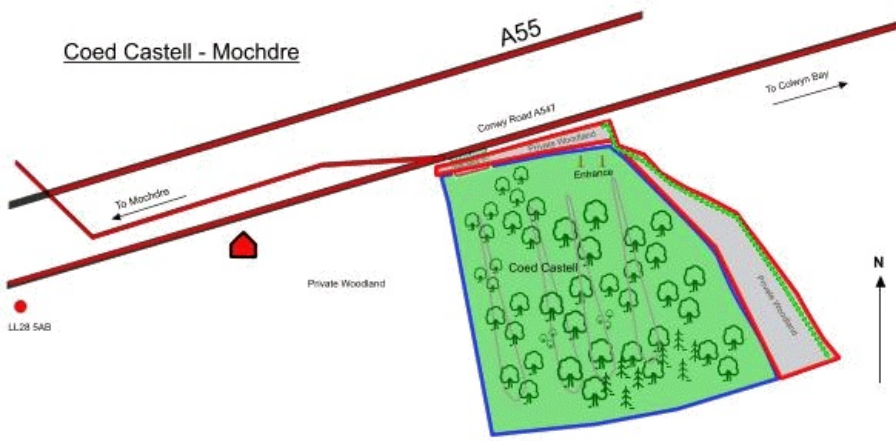 Coed Castell - Mochdre
A55
To Colwyn Bay
Conwy Road A547
Private Woodland
Entrance
To Mochdre
Coed Castell
Private Woodland
Private Woodland
N
LL28 5AB